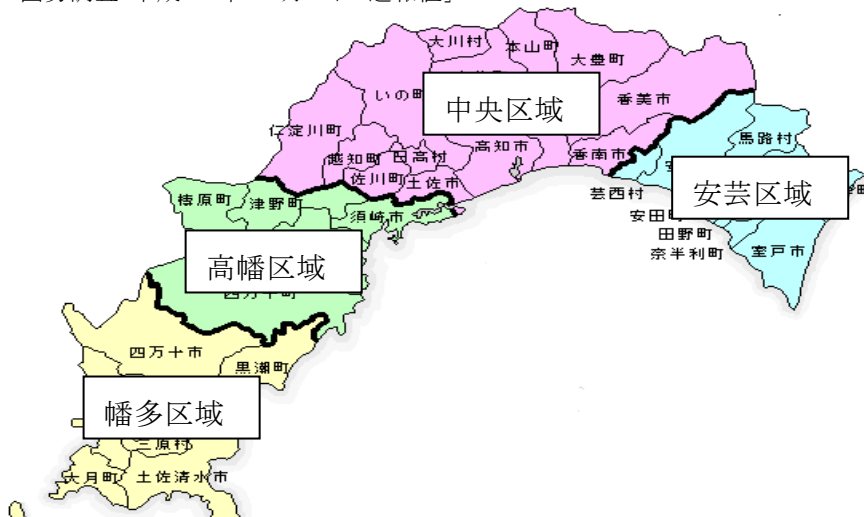 大川村
本山町
大豊町
いの町
中央区域
香美市
仁淀川町
馬路村
高知市
越知町
日高村
香南市
佐川町
土佐市
安芸区域
梼原町
津野町
芸西村
須崎市
安田町
田野町
奈半利町
室戸市
高幡区域
四万十町
四万十市
黒潮町
幡多区域
三原村
大月町
土佐清水市